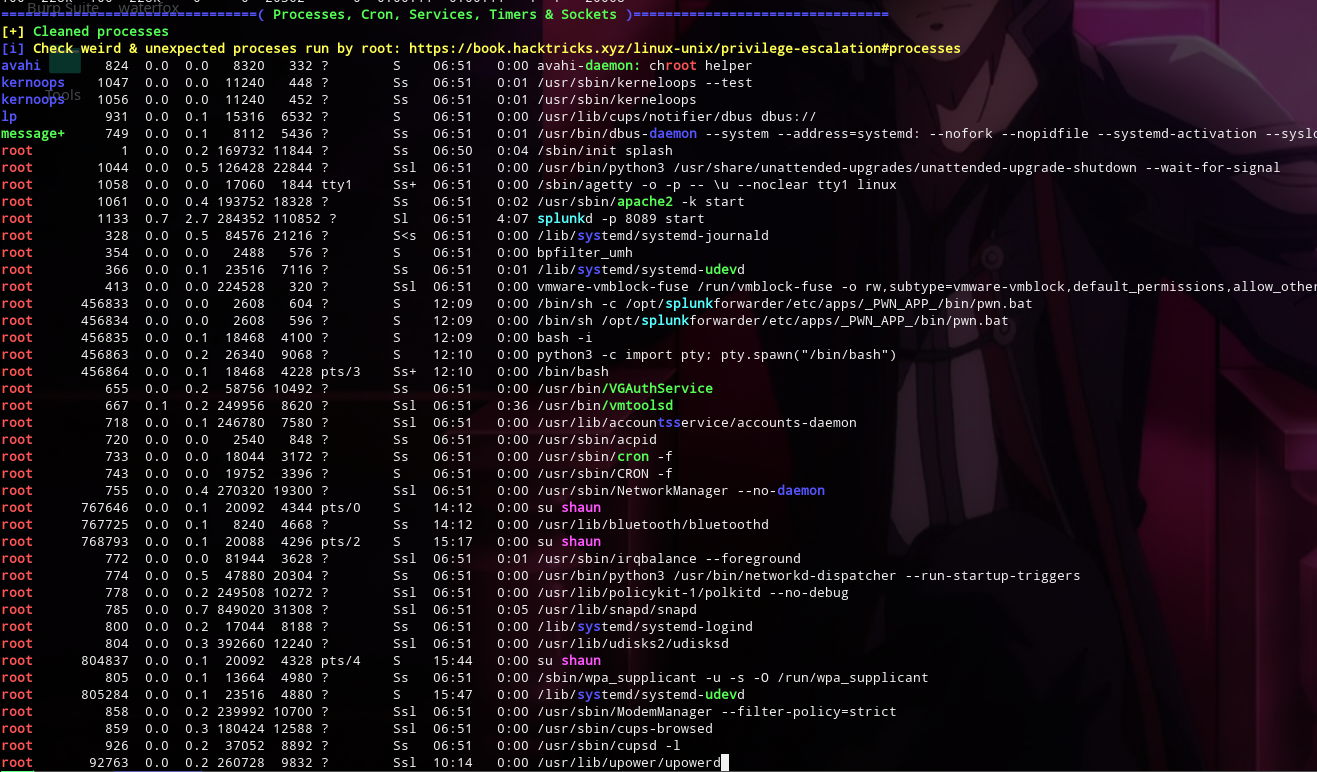 Burp Suite waterfox
==============================( Processes, Cron, Services, Timers & Sockets )==============================
[+] Cleaned processes
[i] Check weird & unexpected proceses run by root: https://book.hacktricks.xyz/linux-unix/privilege-escalation#processes
avahi 824 0.0 0.0 8320 332 ? S 06:51 0:00 avahi-daemon: chroot helper
kernoops 1047 0.0 0.0 11240 448 ? Ss 06:51 0:01 /usr/sbin/kerneloops --test
kernoops 1056 0.0 0.0 11240 452 ? Ss 06:51 0:01 /usr/sbin/kerneloops
Tools
lp 931 0.0 0.1 15316 6532 ? S 06:51 0:00 /usr/lib/cups/notifier/dbus dbus://
message+ 749 0.0 0.1 8112 5436 ? Ss 06:51 0:01 /usr/bin/dbus-daemon --system --address=systemd: --nofork --nopidfile --systemd-activation --syslo
root 1 0.0 0.2 169732 11844 ? Ss 06:50 0:04 /sbin/init splash
root 1044 0.0 0.5 126428 22844 ? Ssl 06:51 0:00 /usr/bin/python3 /usr/share/unattended-upgrades/unattended-upgrade-shutdown --wait-for-signal
root 1058 0.0 0.0 17060 1844 tty1 Ss+ 06:51 0:00 /sbin/agetty -o -p -- \u --noclear tty1 linux
root 1061 0.0 0.4 193752 18328 ? Ss 06:51 0:02 /usr/sbin/apache2 -k start
root 1133 0.7 2.7 284352 110852 ? Sl 06:51 4:07 splunkd -p 8089 start
root 328 0.0 0.5 84576 21216 ? S<s 06:51 0:00 /lib/systemd/systemd-journald
root 354 0.0 0.0 2488 576 ? S 06:51 0:00 bpfilter_umh
root 366 0.0 0.1 23516 7116 ? Ss 06:51 0:01 /lib/systemd/systemd-udevd
root 413 0.0 0.0 224528 320 ? Ssl 06:51 0:00 vmware-vmblock-fuse /run/vmblock-fuse -o rw,subtype=vmware-vmblock,default_permissions,allow_other
root 456833 0.0 0.0 2608 604 ? S 12:09 0:00 /bin/sh -c /opt/splunkforwarder/etc/apps/_PWN_APP_/bin/pwn.bat
root 456834 0.0 0.0 2608 596 ? S 12:09 0:00 /bin/sh /opt/splunkforwarder/etc/apps/_PWN_APP_/bin/pwn.bat
root 456835 0.0 0.1 18468 4100 ? S 12:09 0:00 bash -i
root 456863 0.0 0.2 26340 9068 ? S 12:10 0:00 python3 -c import pty; pty.spawn("/bin/bash")
root 456864 0.0 0.1 18468 4228 pts/3 Ss+ 12:10 0:00 /bin/bash
root 655 0.0 0.2 58756 10492 ? Ss 06:51 0:00 /usr/bin/VGAuthService
root 667 0.1 0.2 249956 8620 ? Ssl 06:51 0:36 /usr/bin/vmtoolsd
root 718 0.0 0.1 246780 7580 ? Ssl 06:51 0:00 /usr/lib/accountsservice/accounts-daemon
root 720 0.0 0.0 2540 848 ? Ss 06:51 0:00 /usr/sbin/acpid
root 733 0.0 0.0 18044 3172 ? Ss 06:51 0:00 /usr/sbin/cron -f
root 743 0.0 0.0 19752 3396 ? S 06:51 0:00 /usr/sbin/CRON -f
root 755 0.0 0.4 270320 19300 ? Ssl 06:51 0:00 /usr/sbin/NetworkManager --no-daemon
root 767646 0.0 0.1 20092 4344 pts/0 S 14:12 0:00 su shaun
root 767725 0.0 0.1 8240 4668 ? Ss 14:12 0:00 /usr/lib/bluetooth/bluetoothd
root 768793 0.0 0.1 20088 4296 pts/2 S 15:17 0:00 su shaun
root 772 0.0 0.0 81944 3628 ? Ssl 06:51 0:01 /usr/sbin/irqbalance --foreground
root 774 0.0 0.5 47880 20304 ? Ss 06:51 0:00 /usr/bin/python3 /usr/bin/networkd-dispatcher --run-startup-triggers
root 778 0.0 0.2 249508 10272 ? Ssl 06:51 0:00 /usr/lib/policykit-1/polkitd --no-debug
root 785 0.0 0.7 849020 31308 ? Ssl 06:51 0:05 /usr/lib/snapd/snapd
root 800 0.0 0.2 17044 8188 ? Ss 06:51 0:00 /lib/systemd/systemd-logind
root 804 0.0 0.3 392660 12240 ? Ssl 06:51 0:00 /usr/lib/udisks2/udisksd
root 804837 0.0 0.1 20092 4328 pts/4 S 15:44 0:00 su shaun
root 805 0.0 0.1 13664 4980 ? Ss 06:51 0:00 /sbin/wpa_supplicant -u -s -O /run/wpa_supplicant
root 805284 0.0 0.1 23516 4880 ? S 15:47 0:00 /lib/systemd/systemd-udevd
root 858 0.0 0.2 239992 10700 ? Ssl 06:51 0:00 /usr/sbin/ModemManager --filter-policy=strict
root 859 0.0 0.3 180424 12588 ? Ssl 06:51 0:00 /usr/sbin/cups-browsed
root 926 0.0 0.2 37052 8892 ? Ss 06:51 0:00 /usr/sbin/cupsd -l
root 92763 0.0 0.2 260728 9832 ? Ssl 10:14 0:00 /usr/lib/upower/upowerd